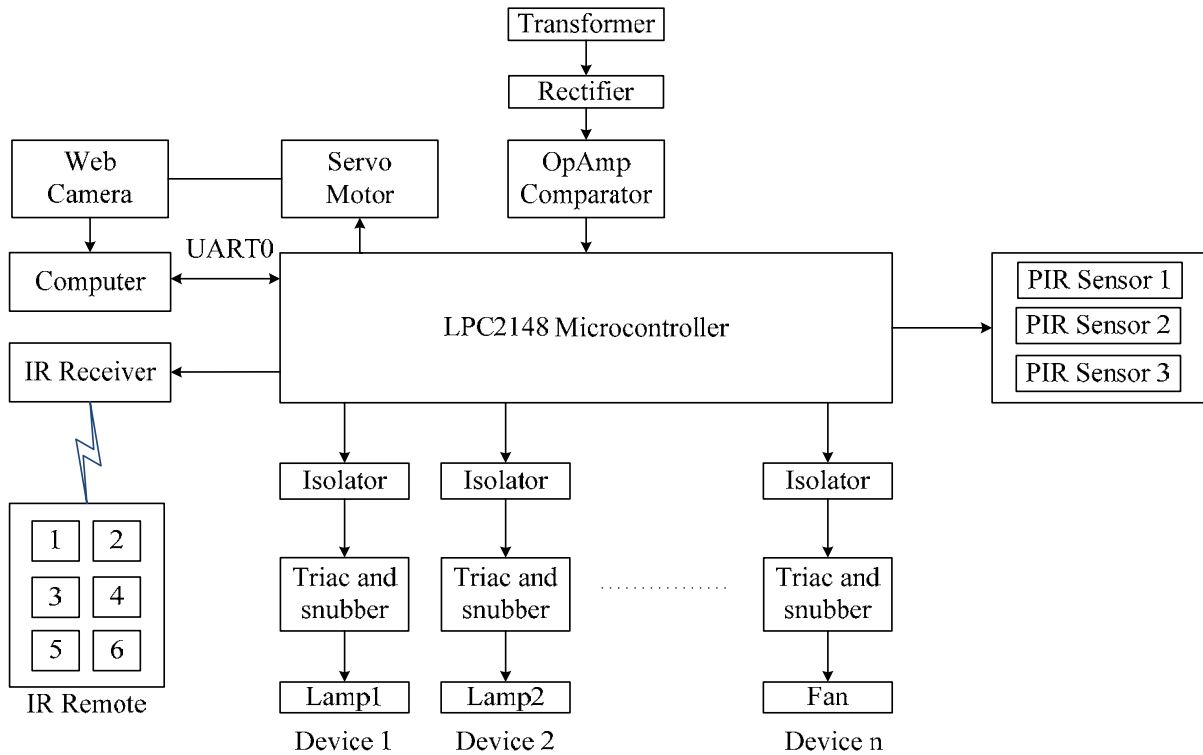 Transformer
Rectifier
OpAmp
Comparator
Web
Camera
Servo
Motor
UART0
Computer
LPC2148 Microcontroller
PIR Sensor 1
PIR Sensor 2
PIR Sensor 3
IR Receiver
1
2
3
4
5
6
IR Remote
Isolator
Isolator
Isolator
Triac and
snubber
Triac and
snubber
Triac and
snubber
Lamp1
Lamp2
Fan
Device 1
Device 2
Device n